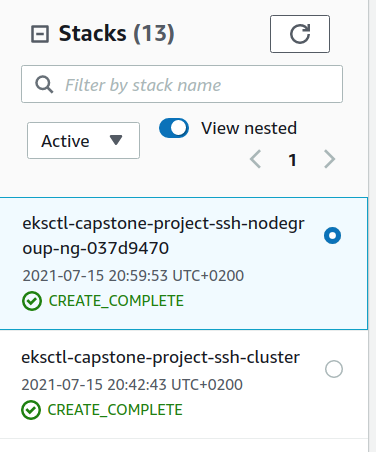 Stacks (13)
Filter by stack name
Active
View nested
1
eksctl-capstone-project-ssh-nodegr
oup-ng-037d9470
2021-07-15 20:59:53 UTC+0200
CREATE_COMPLETE
eksctl-capstone-project-ssh-cluster
2021-07-15 20:42:43 UTC+0200
CREATE_COMPLETE